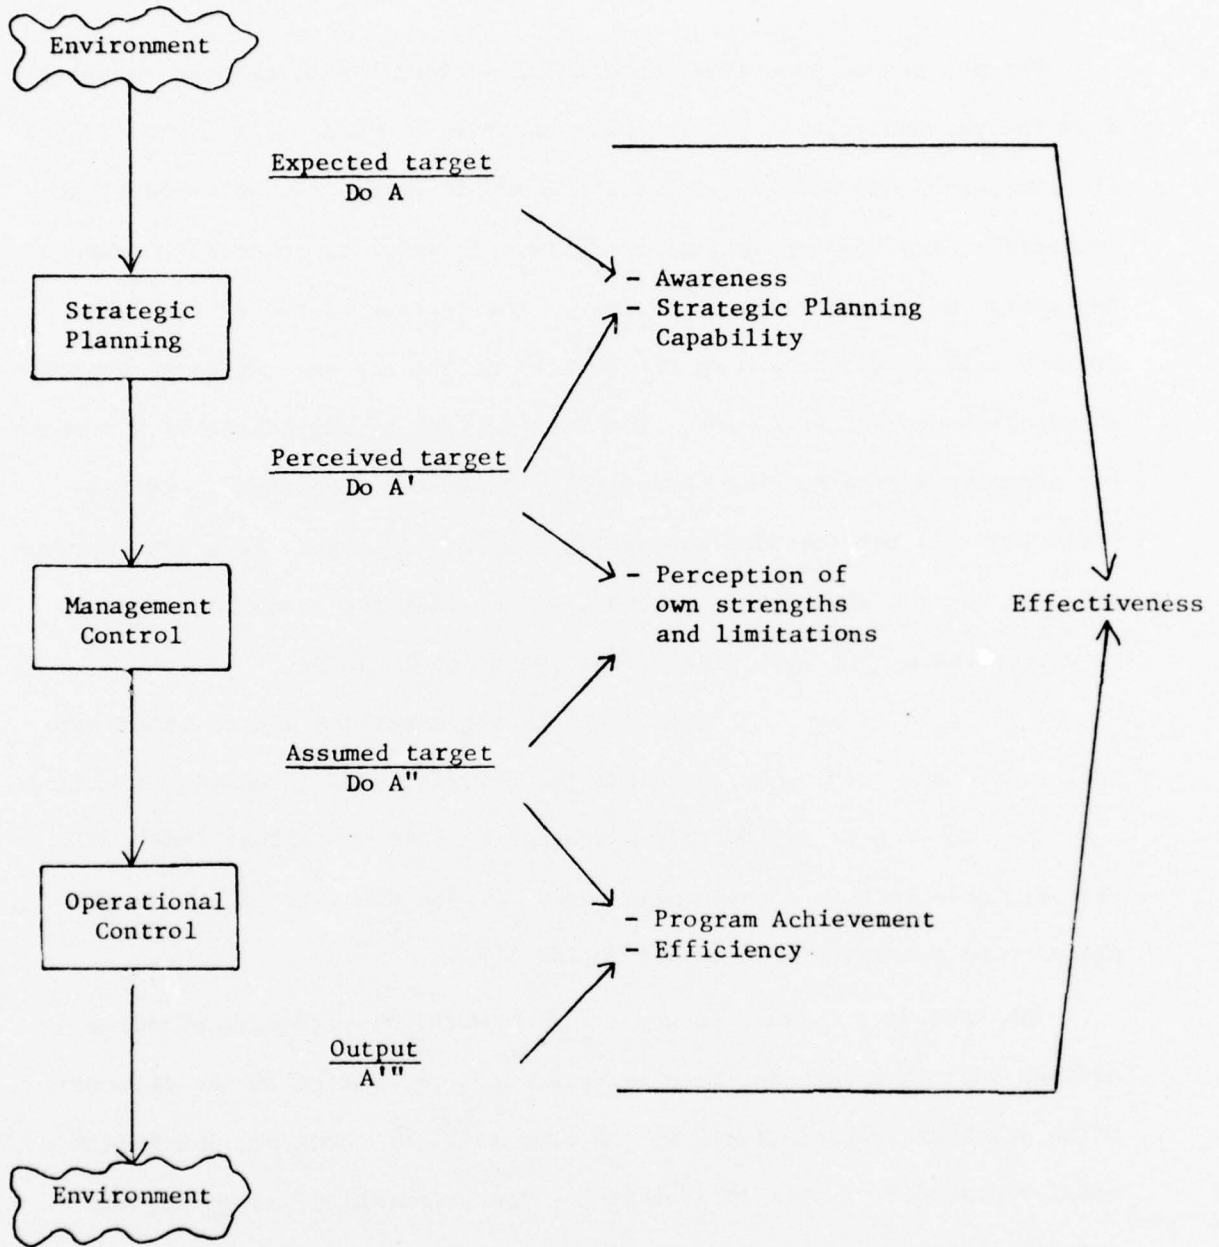 Environment
Expected target
Do A
- Awareness
- Strategic Planning
Capability
Strategic
Planning
Perceived target
Do A'
- Perception of
own strengths
and limitations
Effectiveness
Management
Control
Assumed target
Do A"
Operational
Control
- Program Achievement
- Efficiency
Output
A'"
Environment